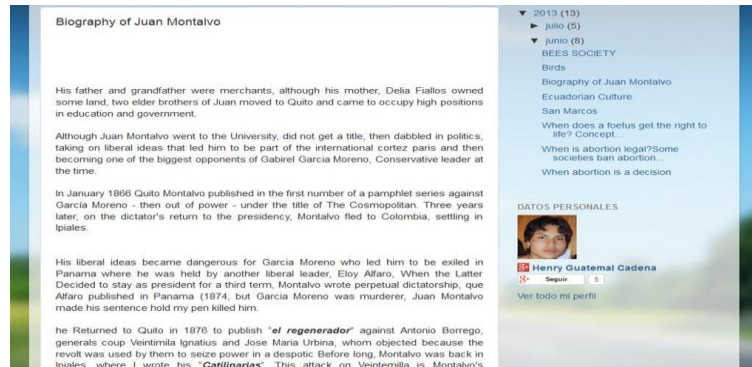 Biography of Juan Montalvo
His father and grandfather were merchants, although his mother, Delia Fiallos owned
some land, two elder brothers of Juan moved to Quito and came to occupy high positions
in education and government.
Although Juan Montalvo went to the University, did not get a title, then dabbled in politics,
taking on liberal ideas that led him to be part of the international cortez paris and then
becoming one of the biggest opponents of Gabirel Garcia Moreno, Conservative leader at
the time.
In January 1866 Quito Montalvo published in the first number of a pamphlet series against
García Moreno - then out of power - under the title of The Cosmopolitan. Three years
later, on the dictator's return to the presidency, Montalvo fled to Colombia, settling in
Ipiales.
His liberal ideas became dangerous for Garcia Moreno who led him to be exiled in
Panama where he was held by another liberal leader, Eloy Alfaro, When the Latter
Decided to stay as president for a third term, Montalvo wrote perpetual dictatorship, que
Alfaro published in Panama (1874, but Garcia Moreno was murderer, Juan Montalvo
made his sentence hold my pen killed him.
he Returned to Quito in 1876 to publish "el regenerador" against Antonio Borrego,
generals coup Veintimila Ignatius and Jose Maria Urbina, whom objected because the
revolt was used by them to seize power in a despotic Before long, Montalvo was back in
Ipiales, where I wrote his "Catilinarias". This attack on Veintemilla is Montalvo's
▼ 2013 (13)
► julio (5)
▼ junio (8)
BEES SOCIETY
Birds
Biography of Juan Montalvo
Ecuadorian Culture
San Marcos
When does a foetus get the right to
life? Concept...
When is abortion legal?Some
societies ban abortion...
When abortion is a decision
DATOS PERSONALES
Henry Guatemal Cadena
Seguir 5
Ver todo mi perfil